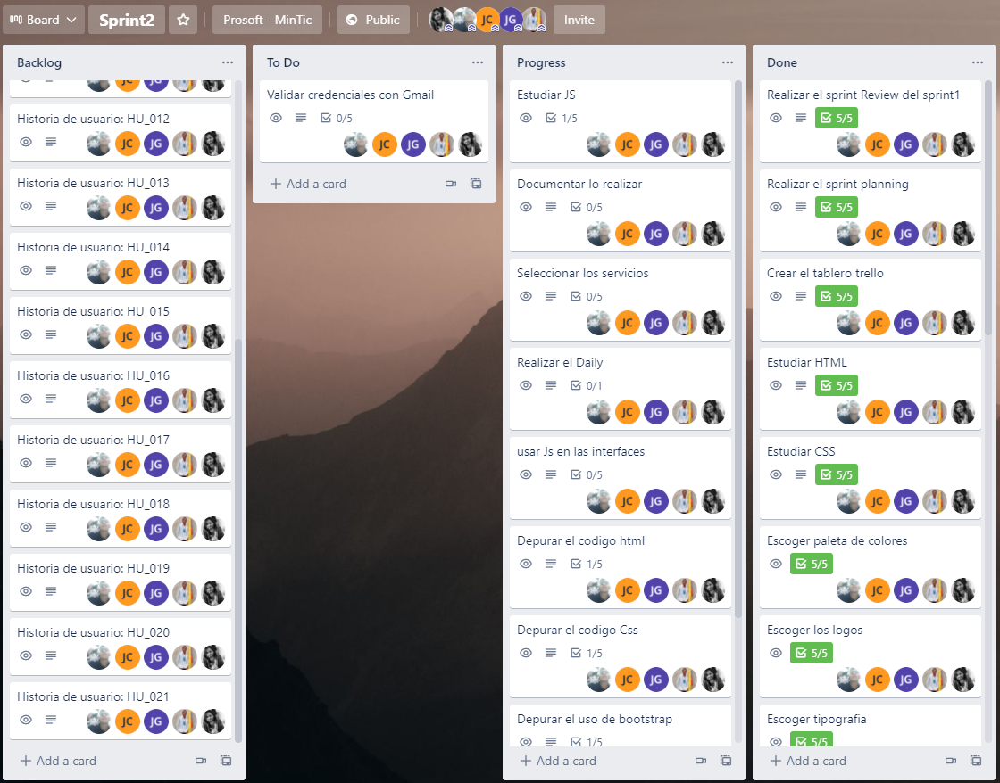 Board
Sprint2
Prosoft - MinTic
Public
JC
JG
Invite
Backlog
JC JG
Historia de usuario: HU_012
JC JG
Historia de usuario: HU_013
JC JG
Historia de usuario: HU_014
JC JG
Historia de usuario: HU_015
JC JG
Historia de usuario: HU_016
JC JG
Historia de usuario: HU_017
JC JG
Historia de usuario: HU_018
JC JG
Historia de usuario: HU_019
JC JG
Historia de usuario: HU_020
JC JG
Historia de usuario: HU_021
JC JG
Add a card
To Do
Validar credenciales con Gmail
0/5
JC JG
Add a card
Progress
Estudiar JS
1/5
JC JG
Documentar lo realizar
0/5
JC JG
Seleccionar los servicios
0/5
JC JG
Realizar el Daily
0/1
JC JG
usar Js en las interfaces
0/5
JC JG
Depurar el codigo html
1/5
JC JG
Depurar el codigo Css
1/5
JC JG
Depurar el uso de bootstrap
1/5
Add a card
Done
Realizar el sprint Review del sprint1
5/5
JC JG
Realizar el sprint planning
5/5
JC JG
Crear el tablero trello
5/5
JC JG
Estudiar HTML
5/5
JC JG
Estudiar CSS
5/5
JC JG
Escoger paleta de colores
5/5
JC JG
Escoger los logos
5/5
JC JG
Escoger tipografia
5/5
Add a card